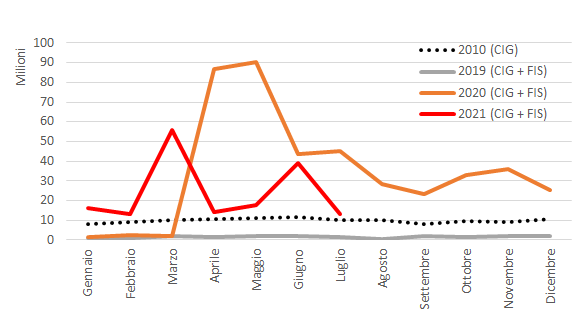 Milioni
100
90
80
70
60
50
40
30
20
10
0
2010 (CIG)
2019 (CIG + FIS)
2020 (CIG + FIS)
2021 (CIG + FIS)
Gennaio
Febbraio
Marzo
Aprile
Maggio
Giugno
Luglio
Agosto
Settembre
Ottobre
Novembre
Dicembre